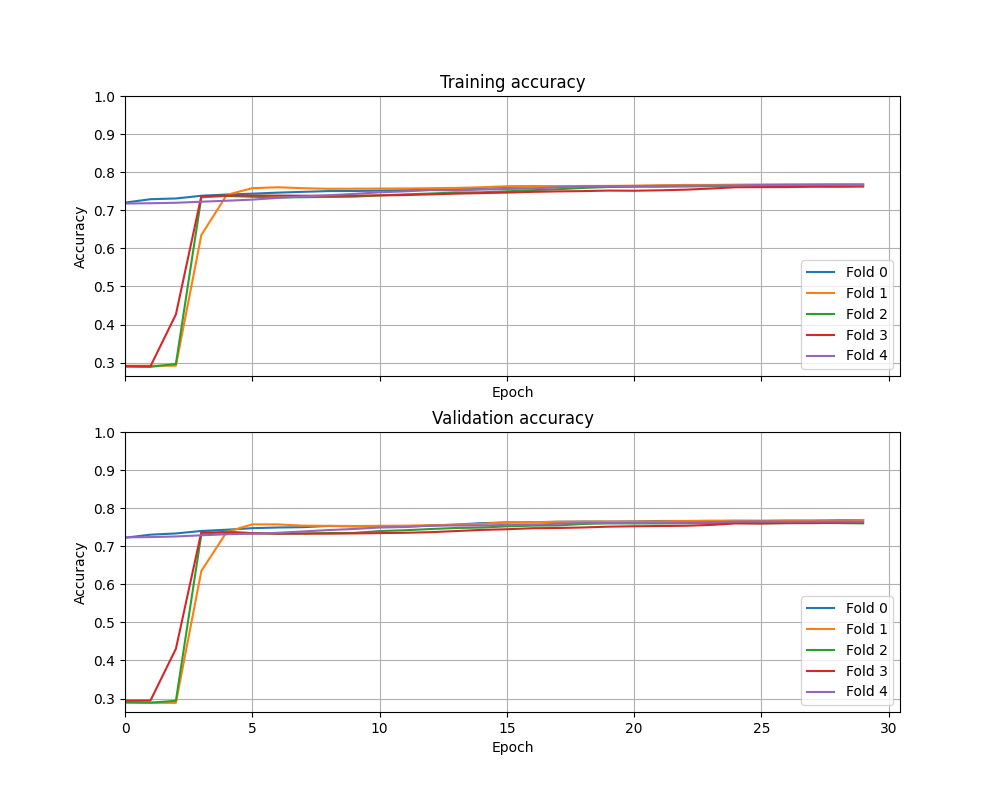 Training accuracy
1.0
0.9
0.8
0.7
0.6
0.5
0.4
0.3
Accuracy
Fold 0
Fold 1
Fold 2
Fold 3
Fold 4
Epoch
Validation accuracy
1.0
0.9
0.8
0.7
0.6
0.5
0.4
0.3
Accuracy
Fold 0
Fold 1
Fold 2
Fold 3
Fold 4
0 5 10 15 20 25 30
Epoch